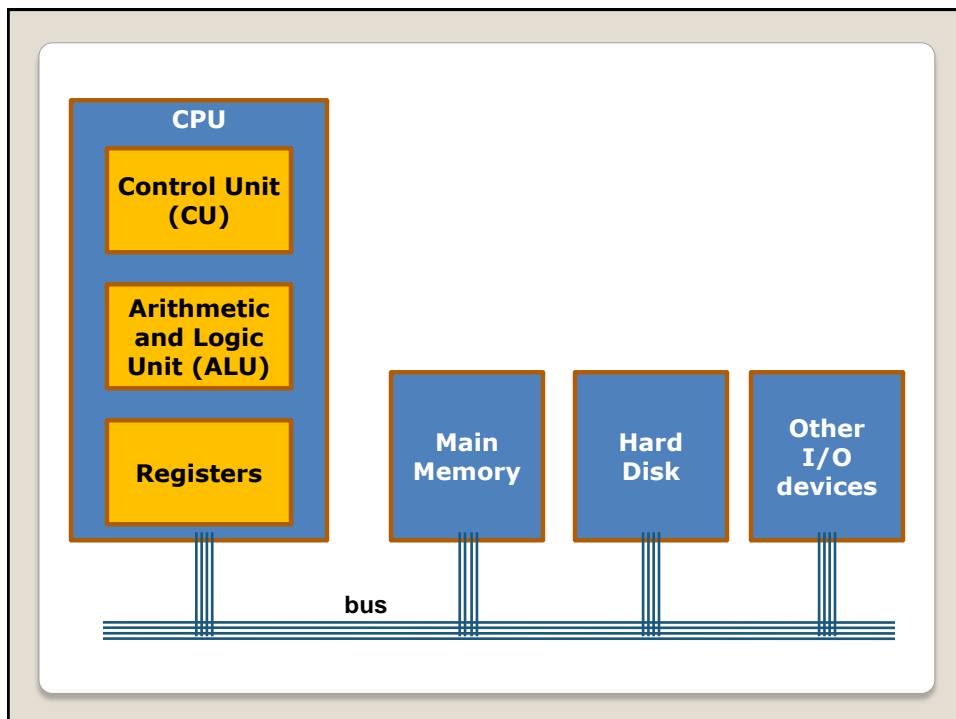 CPU
Control Unit
(CU)
Arithmetic
and Logic
Unit (ALU)
Registers
Main
Memory
Hard
Disk
Other
I/O
devices
bus